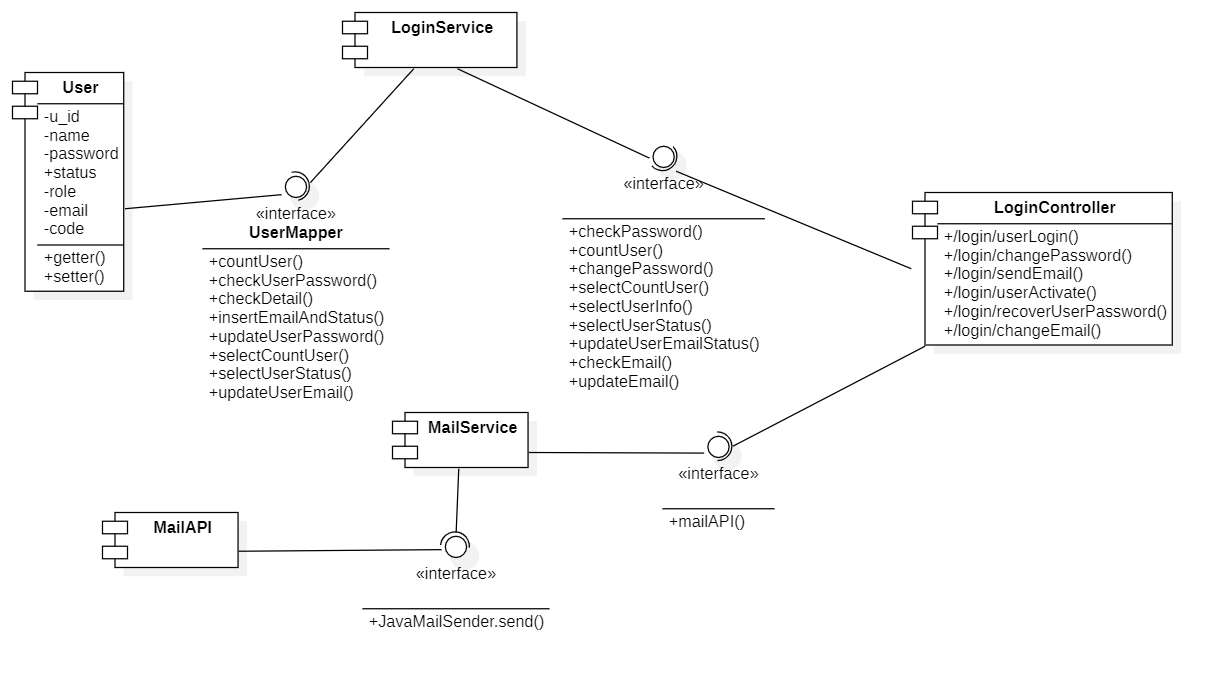 LoginService
User
-u_id
-name
-password
+status
-role
-email
-code
+getter()
+setter()
«interface»
UserMapper
+countUser()
+checkUserPassword()
+checkDetail()
+insertEmailAndStatus()
+updateUserPassword()
+selectCountUser()
+selectUserStatus()
+updateUserEmail()
«interface»
+checkPassword()
+countUser()
+changePassword()
+selectCountUser()
+selectUserInfo()
+selectUserStatus()
+updateUserEmailStatus()
+checkEmail()
+updateEmail()
LoginController
+/login/userLogin()
+/login/changePassword()
+/login/sendEmail()
+/login/userActivate()
+/login/recoverUserPassword()
+/login/changeEmail()
MailService
«interface»
+mailAPI()
MailAPI
«interface»
+JavaMailSender.send()